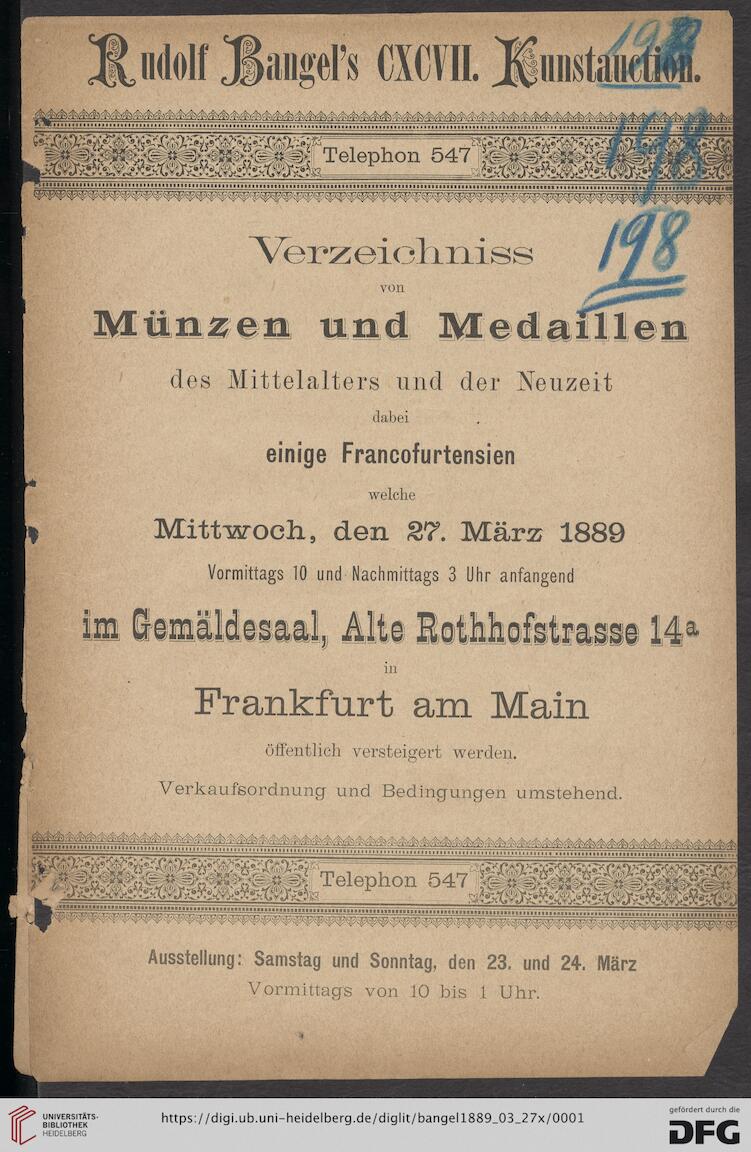 Rudolf Bangel's CXCVII. Kunstauction.
198
Telephon 547
198
198
Verzeichniss
von
Münzen und Medaillen
des Mittelalters und der Neuzeit
dabei
einige Francofurtensien
welche
Mittwoch, den 27. März 1889
Vormittags 10 und Nachmittags 3 Uhr anfangend
im Gemäldesaal, Alte Rothhofstrasse 14a
in
Frankfurt am Main
öffentlich versteigert werden.
Verkaufsordnung und Bedingungen umstehend.
Telephon 547
Ausstellung: Samstag und Sonntag, den 23. und 24. März
Vormittags von 10 bis 1 Uhr.
UNIVERSITÄTS-
BIBLIOTHEK
HEIDELBERG
https://digi.ub.uni-heidelberg.de/diglit/bangel1889_03_27x/0001
gefördert durch die
DFG